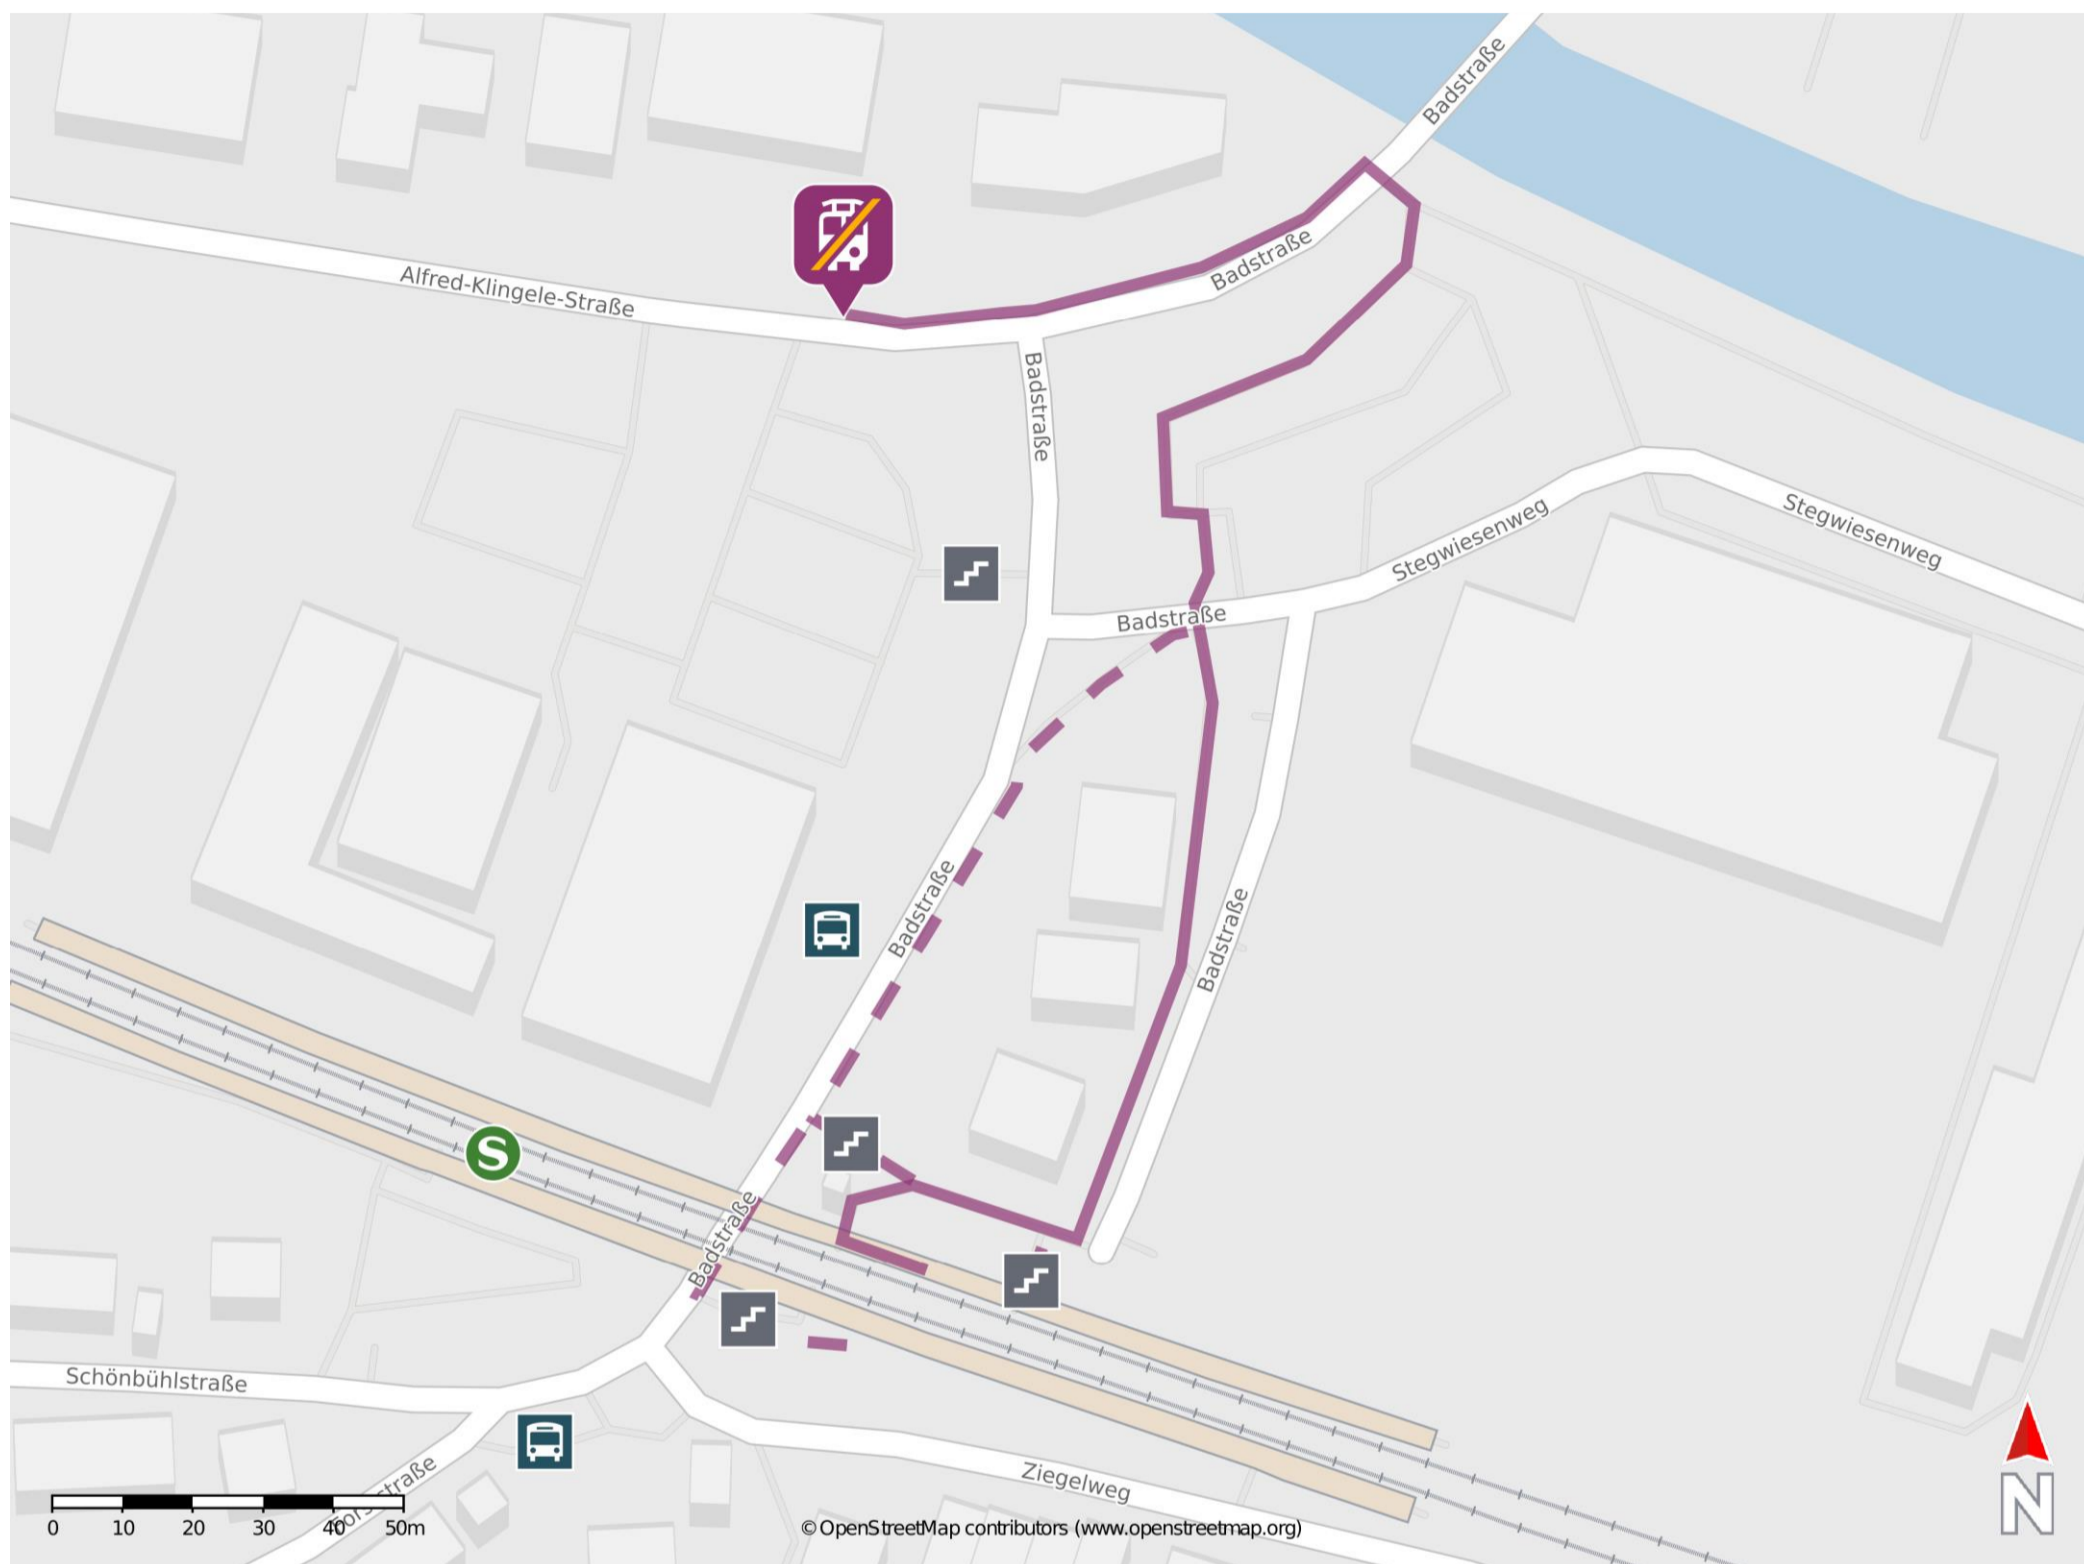 Badstraße
Badstraße
Alfred-Klingele-Straße
Badstraße
Stegwiesenweg
Stegwiesenweg
Badstraße
Badstraße
Badstraße
S
Badstraße
Schönbühlstraße
Ziegelweg
0 10 20 30 40 50m
© OpenStreetMap contributors (www.openstreetmap.org)
N